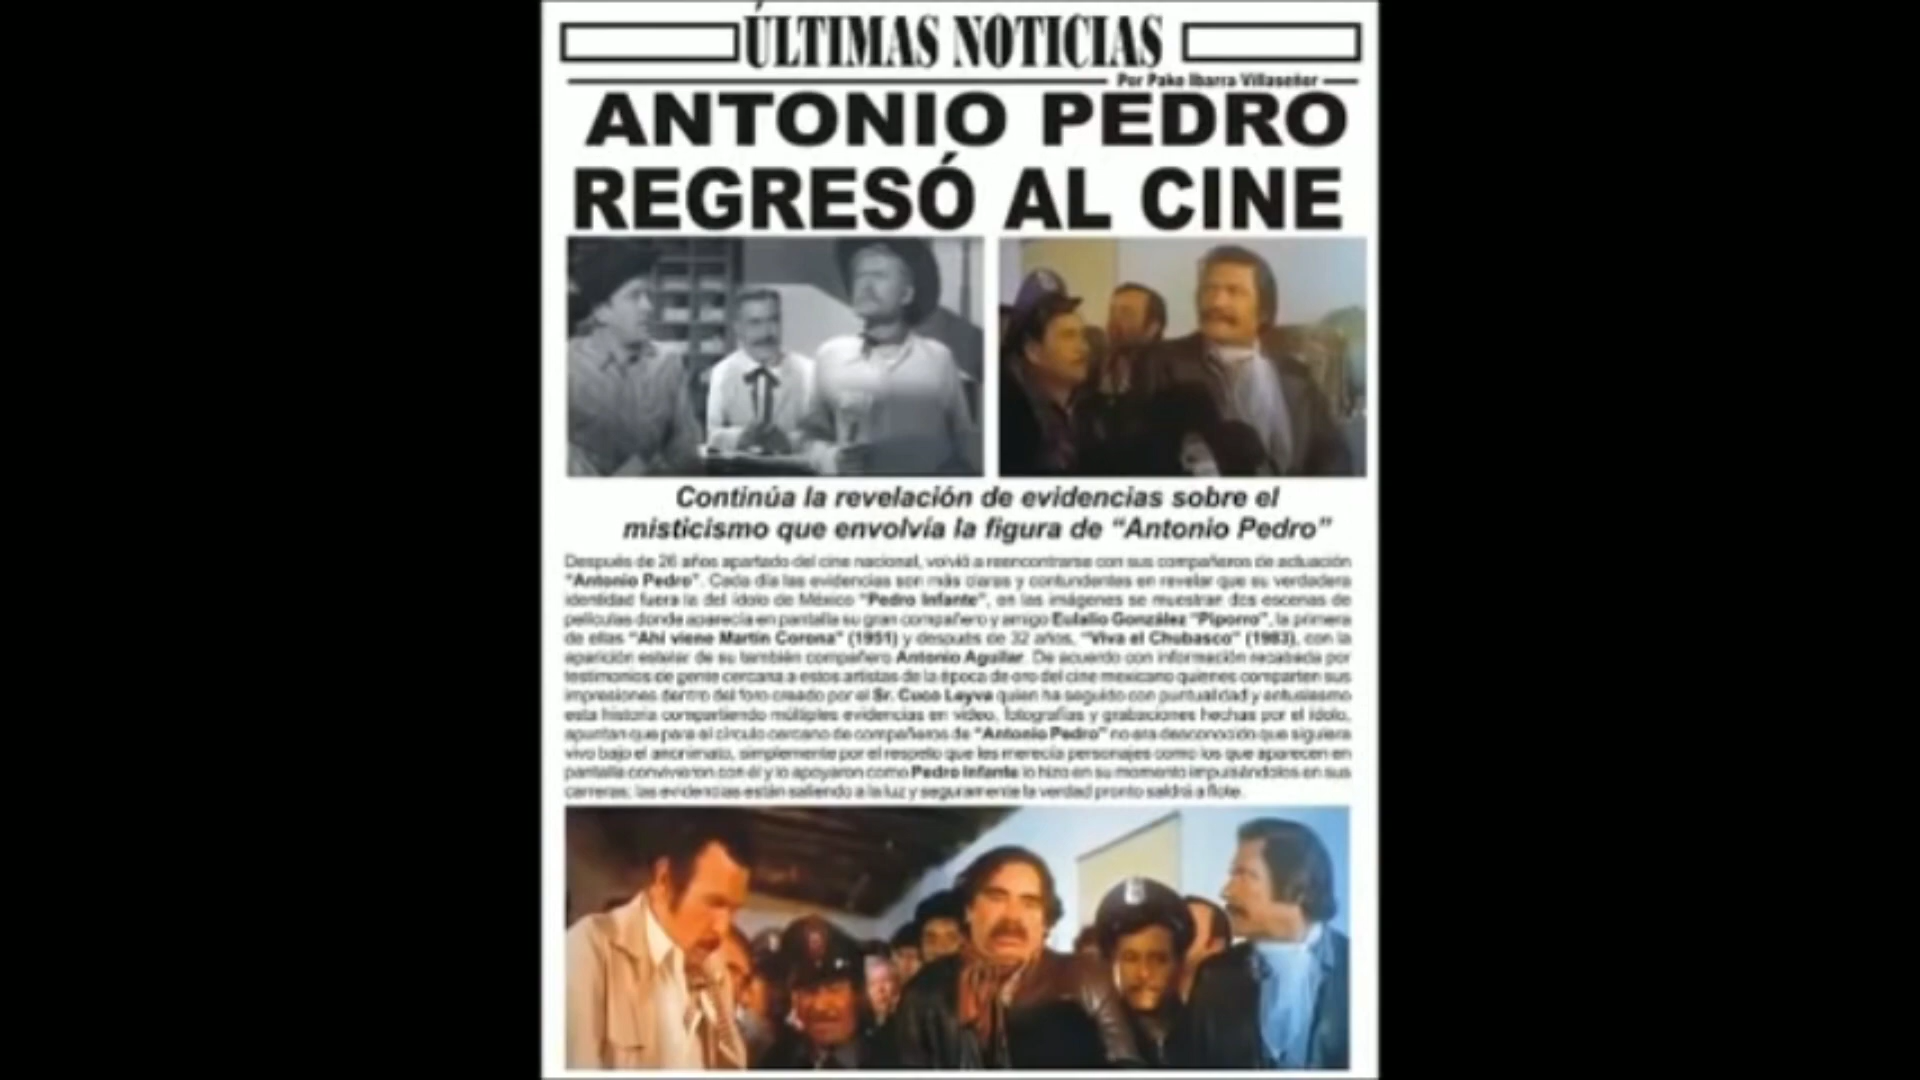 ÚLTIMAS NOTICIAS
Por Pako Ibarra Villaseñor
ANTONIO PEDRO
REGRESÓ AL CINE
Continúa la revelación de evidencias sobre el
misticismo que envolvía la figura de “Antonio Pedro”
Después de 26 años apartado del cine nacional, volvió a reencontrarse con sus compañeros de actuación
“Antonio Pedro”. Cada día las evidencias son más claras y contundentes en revelar que su verdadera
identidad fuera la del ídolo de México “Pedro Infante”, en las imágenes se muestran dos escenas de
películas donde aparecía en pantalla su gran compañero y amigo Eulalio González “Piporro”, la primera
de ellas “Ahí viene Martín Corona” (1951) y después de 32 años, “Viva el Chubasco” (1983), con la
aparición estelar de su también compañero Antonio Aguilar. De acuerdo con información recabada por
testimonios de gente cercana a estos artistas de la época de oro del cine mexicano quienes comparten sus
impresiones dentro del foro creado por el Sr. Cuco Leyva quien ha seguido con puntualidad y entusiasmo
esta historia compartiendo múltiples evidencias en video, fotografías y grabaciones hechas por el ídolo,
apuntan que para el círculo cercano de compañeros de “Antonio Pedro” no era desconocido que siguiera
vivo bajo el anonimato, simplemente por el respeto que les merecía personajes como los que aparecen en
pantalla convivieron con él y lo apoyaron como Pedro Infante lo hizo en su momento impulsándolos en sus
carreras; las evidencias están saliendo a la luz y seguramente la verdad pronto saldrá a flote.